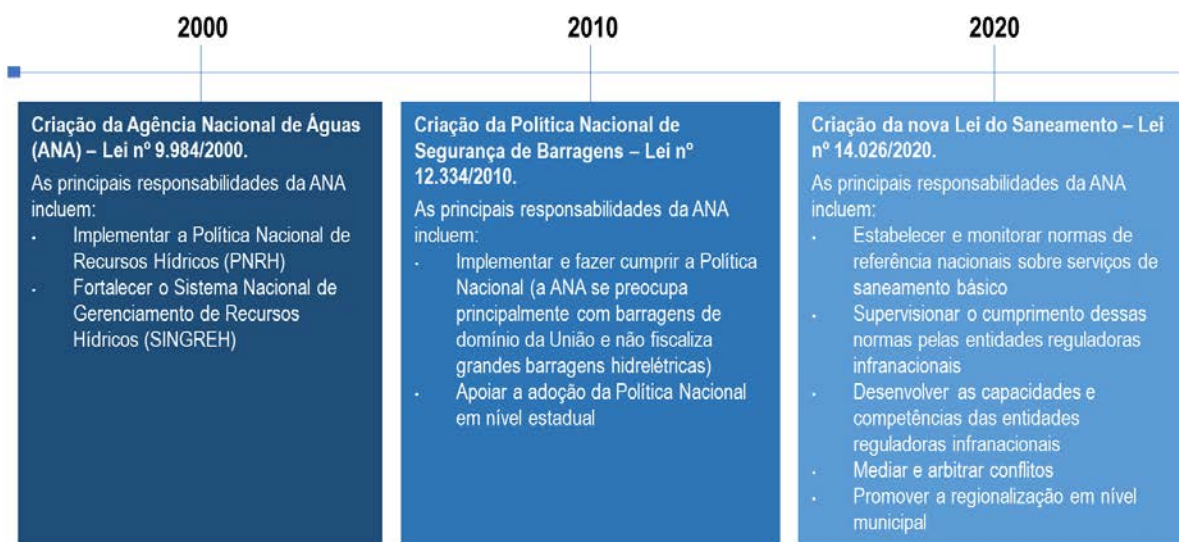 2000
2010
2020
Criação da Agência Nacional de Águas
(ANA) – Lei nº 9.984/2000.
As principais responsabilidades da ANA
incluem:
• Implementar a Política Nacional de
Recursos Hídricos (PNRH)
• Fortalecer o Sistema Nacional de
Gerenciamento de Recursos
Hídricos (SINGREH)
Criação da Política Nacional de
Segurança de Barragens – Lei nº
12.334/2010.
As principais responsabilidades da ANA
incluem:
• Implementar e fazer cumprir a Política
Nacional (a ANA se preocupa
principalmente com barragens de
domínio da União e não fiscaliza
grandes barragens hidrelétricas)
• Apoiar a adoção da Política Nacional
em nível estadual
Criação da nova Lei do Saneamento – Lei
nº 14.026/2020.
As principais responsabilidades da ANA
incluem:
• Estabelecer e monitorar normas de
referência nacionais sobre serviços de
saneamento básico
• Supervisionar o cumprimento dessas
normas pelas entidades reguladoras
infranacionais
• Desenvolver as capacidades e
competências das entidades
reguladoras infranacionais
• Mediar e arbitrar conflitos
• Promover a regionalização em nível
municipal